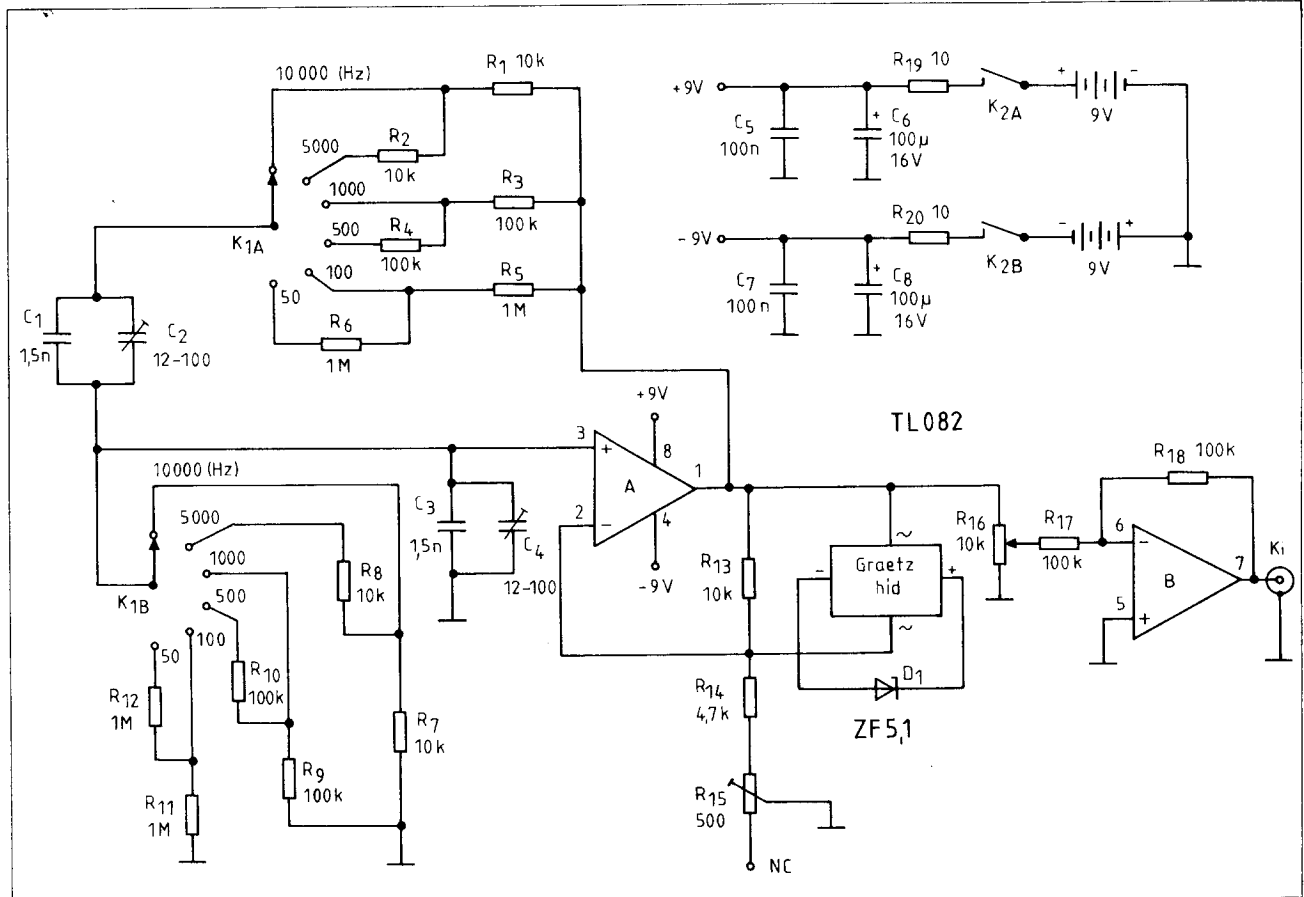 10 000 (Hz)
R1 10k
5000
R2
10k
1000
R3
100k
500
R4
100k
K1A
100
R5
1M
50
R6
1M
C1
1,5n
C2
12-100
+9V
R19 10
K2A
+ -
9V
C5
100n
+ C6
100µ
16V
-9V
R20 10
K2B
- +
9V
C7
100n
+ C8
100µ
16V
10 000 (Hz)
5000
1000
500
100
50
K1B
R8
10k
R10
100k
R12
1M
R7
10k
R9
100k
R11
1M
C3
1,5n
C4
12-100
+9V
8
3
+
A
1
2
-
4
-9V
TL082
R13
10k
~
- Graetz +
hid
~
D1
ZF5,1
R14
4,7k
R15
500
NC
R16
10k
R17
100k
R18 100k
6
-
B
7
5
+
Ki